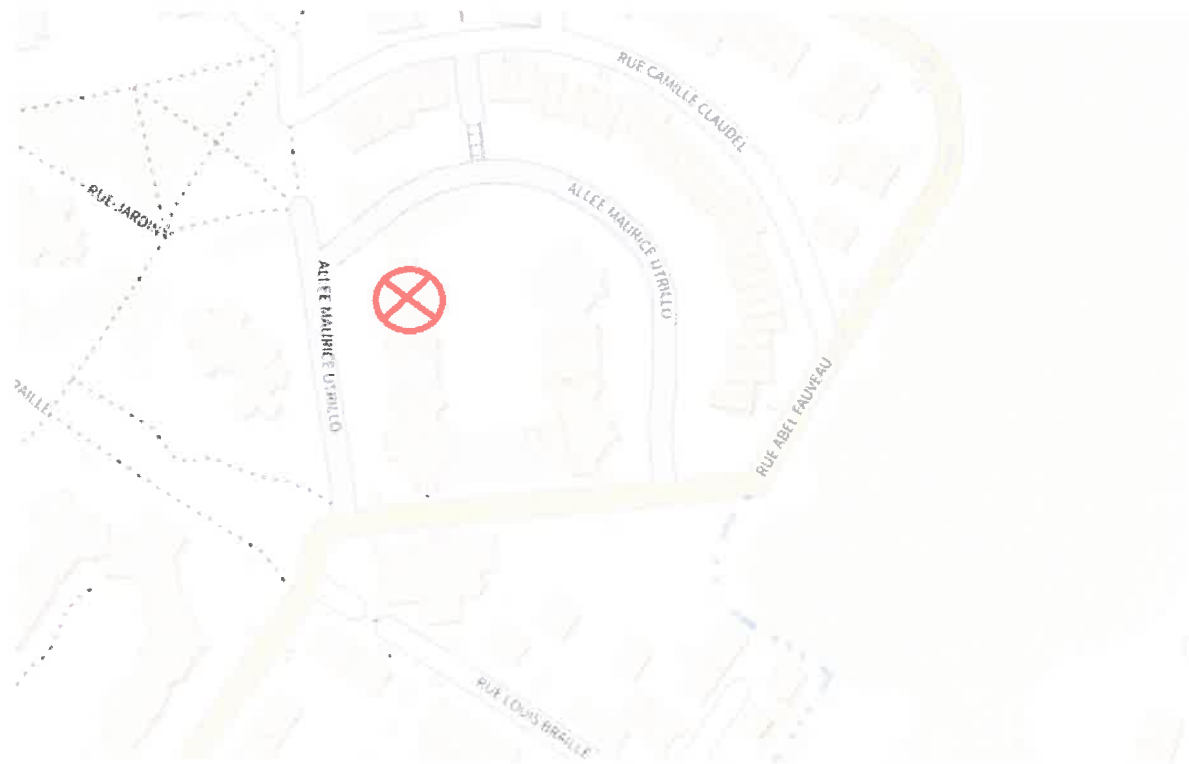 RUE CAMILLE CLAUDEL
RUE JARDIN
ALLEE MAURICE UTRILLO
ALLEE MAURICE UTRILLO
RUE ABEL FAUVEAU
RUE LOUIS BRAILLE